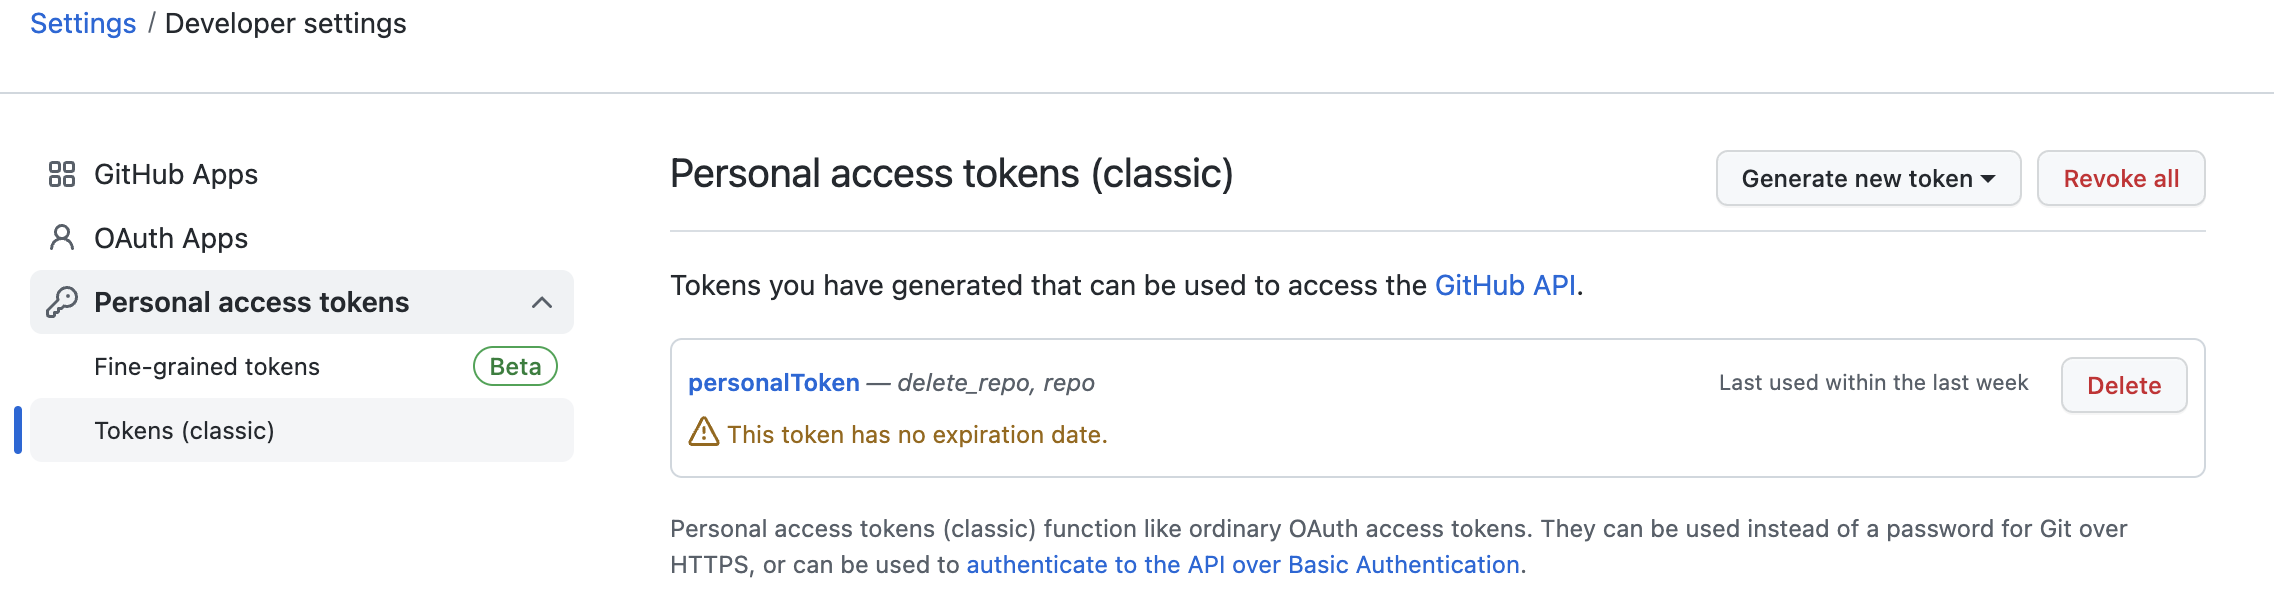 Settings / Developer settings
GitHub Apps
OAuth Apps
Personal access tokens
Fine-grained tokens Beta
Tokens (classic)
Personal access tokens (classic)
Generate new token Revoke all
Tokens you have generated that can be used to access the GitHub API.
personalToken — delete_repo, repo Last used within the last week Delete
This token has no expiration date.
Personal access tokens (classic) function like ordinary OAuth access tokens. They can be used instead of a password for Git over
HTTPS, or can be used to authenticate to the API over Basic Authentication.